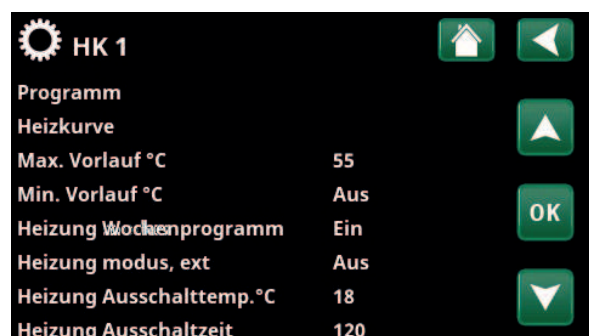 HK 1
Programm
Heizkurve
Max. Vorlauf °C 55
Min. Vorlauf °C Aus
Heizung Wochenprogramm Ein
Heizung modus, ext Aus
OK
Heizung Ausschalttemp.°C 18
Heizung Ausschaltzeit 120